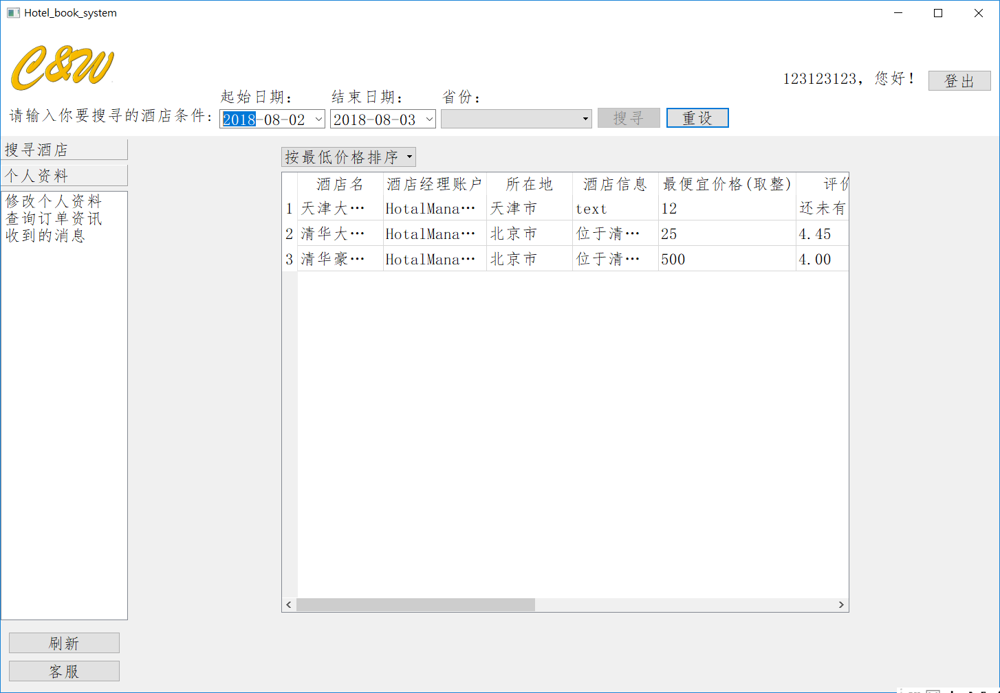 Hotel_book_system
C&W
123123123，您好！
登出
起始日期：
结束日期：
省份：
请输入你要搜寻的酒店条件：
2018-08-02
2018-08-03
搜寻
重设
搜寻酒店
个人资料
修改个人资料
查询订单资讯
收到的消息
按最低价格排序
酒店名 酒店经理账户 所在地 酒店信息 最便宜价格(取整) 评价
1 天津大… HotalMana… 天津市 text 12 还未有
2 清华大… HotalMana… 北京市 位于清… 25 4.45
3 清华豪… HotalMana… 北京市 位于清… 500 4.00
刷新
客服